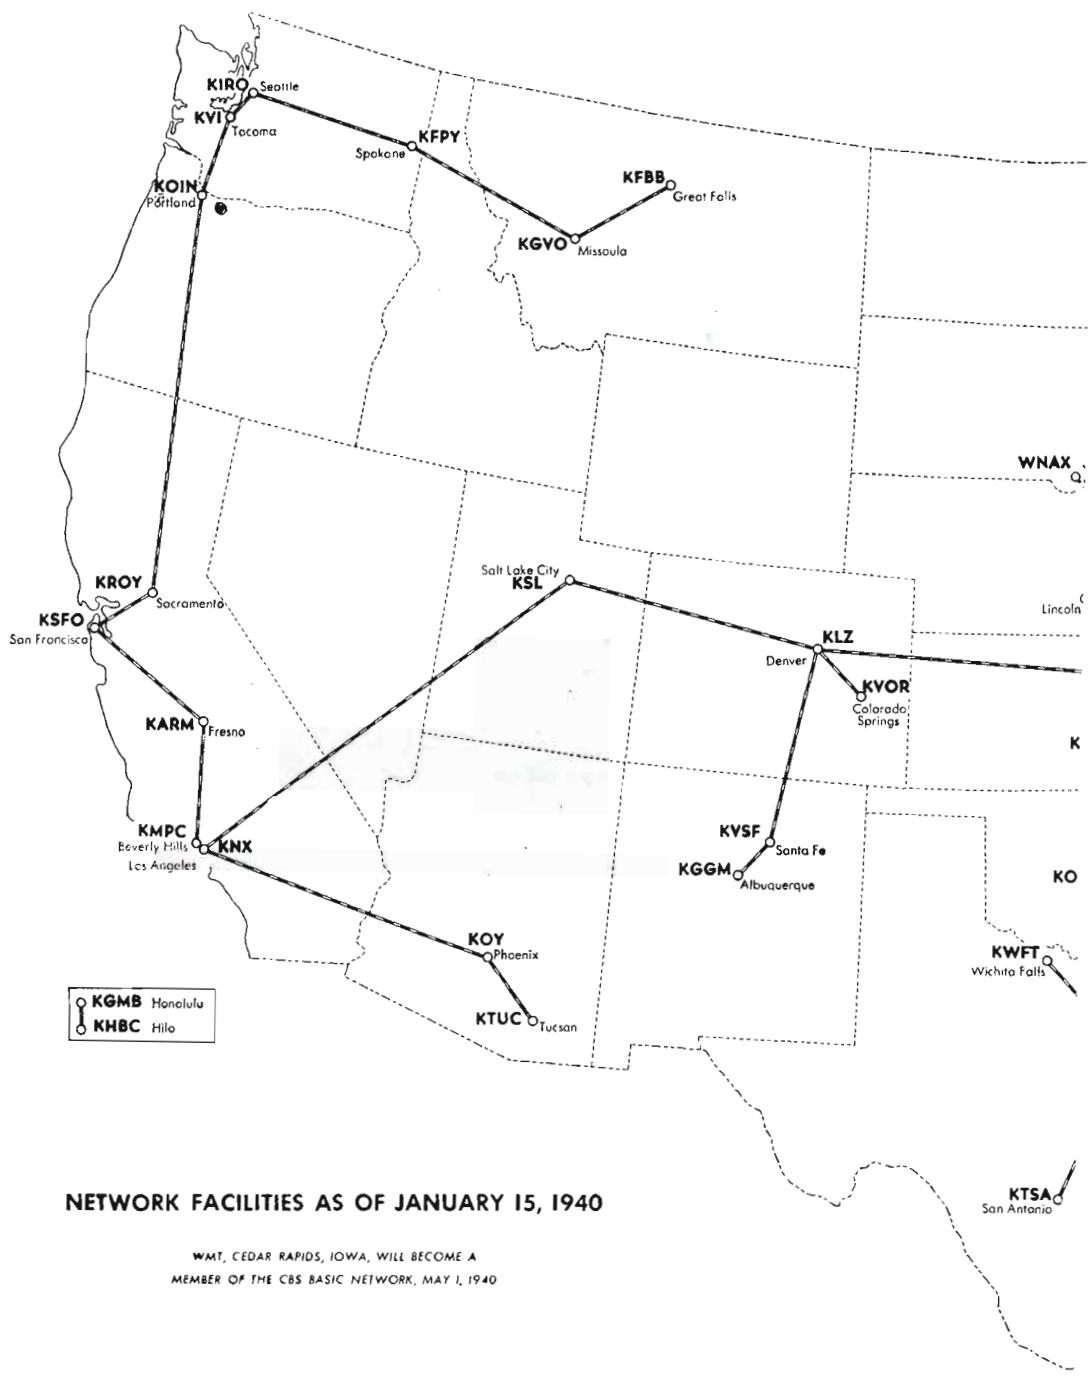 KIRO Seattle
KVI
Tacoma
KFPY
Spokane
KOIN
Portland
KFBB
Great Falls
KGVO
Missoula
WNAX
Salt Lake City
KSL
KROY
Sacramento
KSFO
San Francisco
Lincoln
KLZ
Denver
KVOR
Colorado
Springs
KARM
Fresno
K
KMPC
Beverly Hills
KNX
Los Angeles
KVSF
Santa Fe
KGGM
Albuquerque
KO
KOY
Phoenix
KWFT
Wichita Falls
KTUC
Tucsan
KGMB Honolulu
KHBC Hilo
KTSA
San Antonio
NETWORK FACILITIES AS OF JANUARY 15, 1940
WMT, CEDAR RAPIDS, IOWA, WILL BECOME A
MEMBER OF THE CBS BASIC NETWORK, MAY 1, 1940